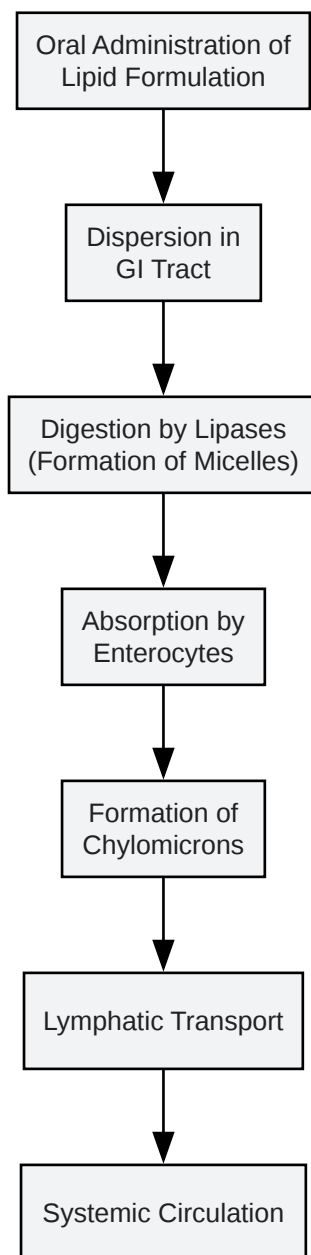 Oral Administration of
Lipid Formulation
Dispersion in
GI Tract
Digestion by Lipases
(Formation of Micelles)
Absorption by
Enterocytes
Formation of
Chylomicrons
Lymphatic Transport
Systemic Circulation